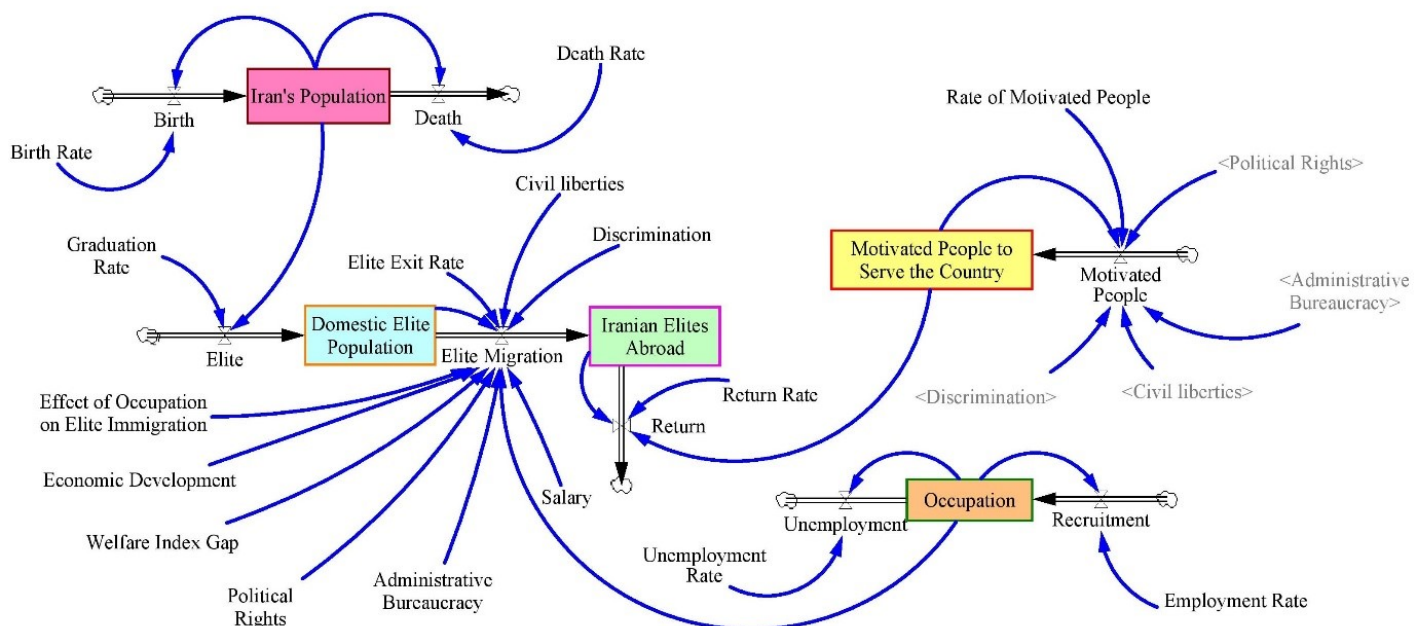 Death Rate
Iran's Population
Birth
Death
Birth Rate
Rate of Motivated People
<Political Rights>
Civil liberties
Graduation
Rate
Discrimination
Elite Exit Rate
Motivated People to
Serve the Country
Motivated
People
<Administrative
Bureaucracy>
Domestic Elite
Population
Iranian Elites
Abroad
Elite
Elite Migration
Effect of Occupation
on Elite Immigration
Return Rate
<Discrimination>
<Civil liberties>
Return
Economic Development
Salary
Occupation
Unemployment
Recruitment
Welfare Index Gap
Unemployment
Rate
Political
Rights
Administrative
Bureaucracy
Employment Rate